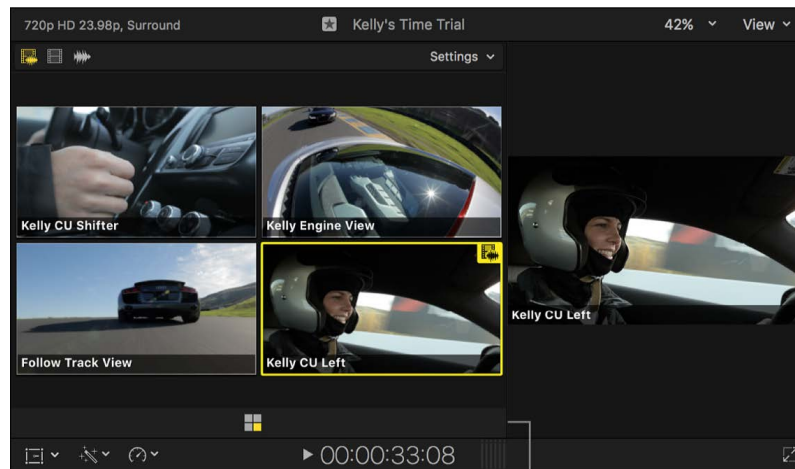 720p HD 23.98p, Surround
Kelly's Time Trial
42%
View
Settings
Kelly CU Shifter
Kelly Engine View
Follow Track View
Kelly CU Left
Kelly CU Left
00:00:33:08